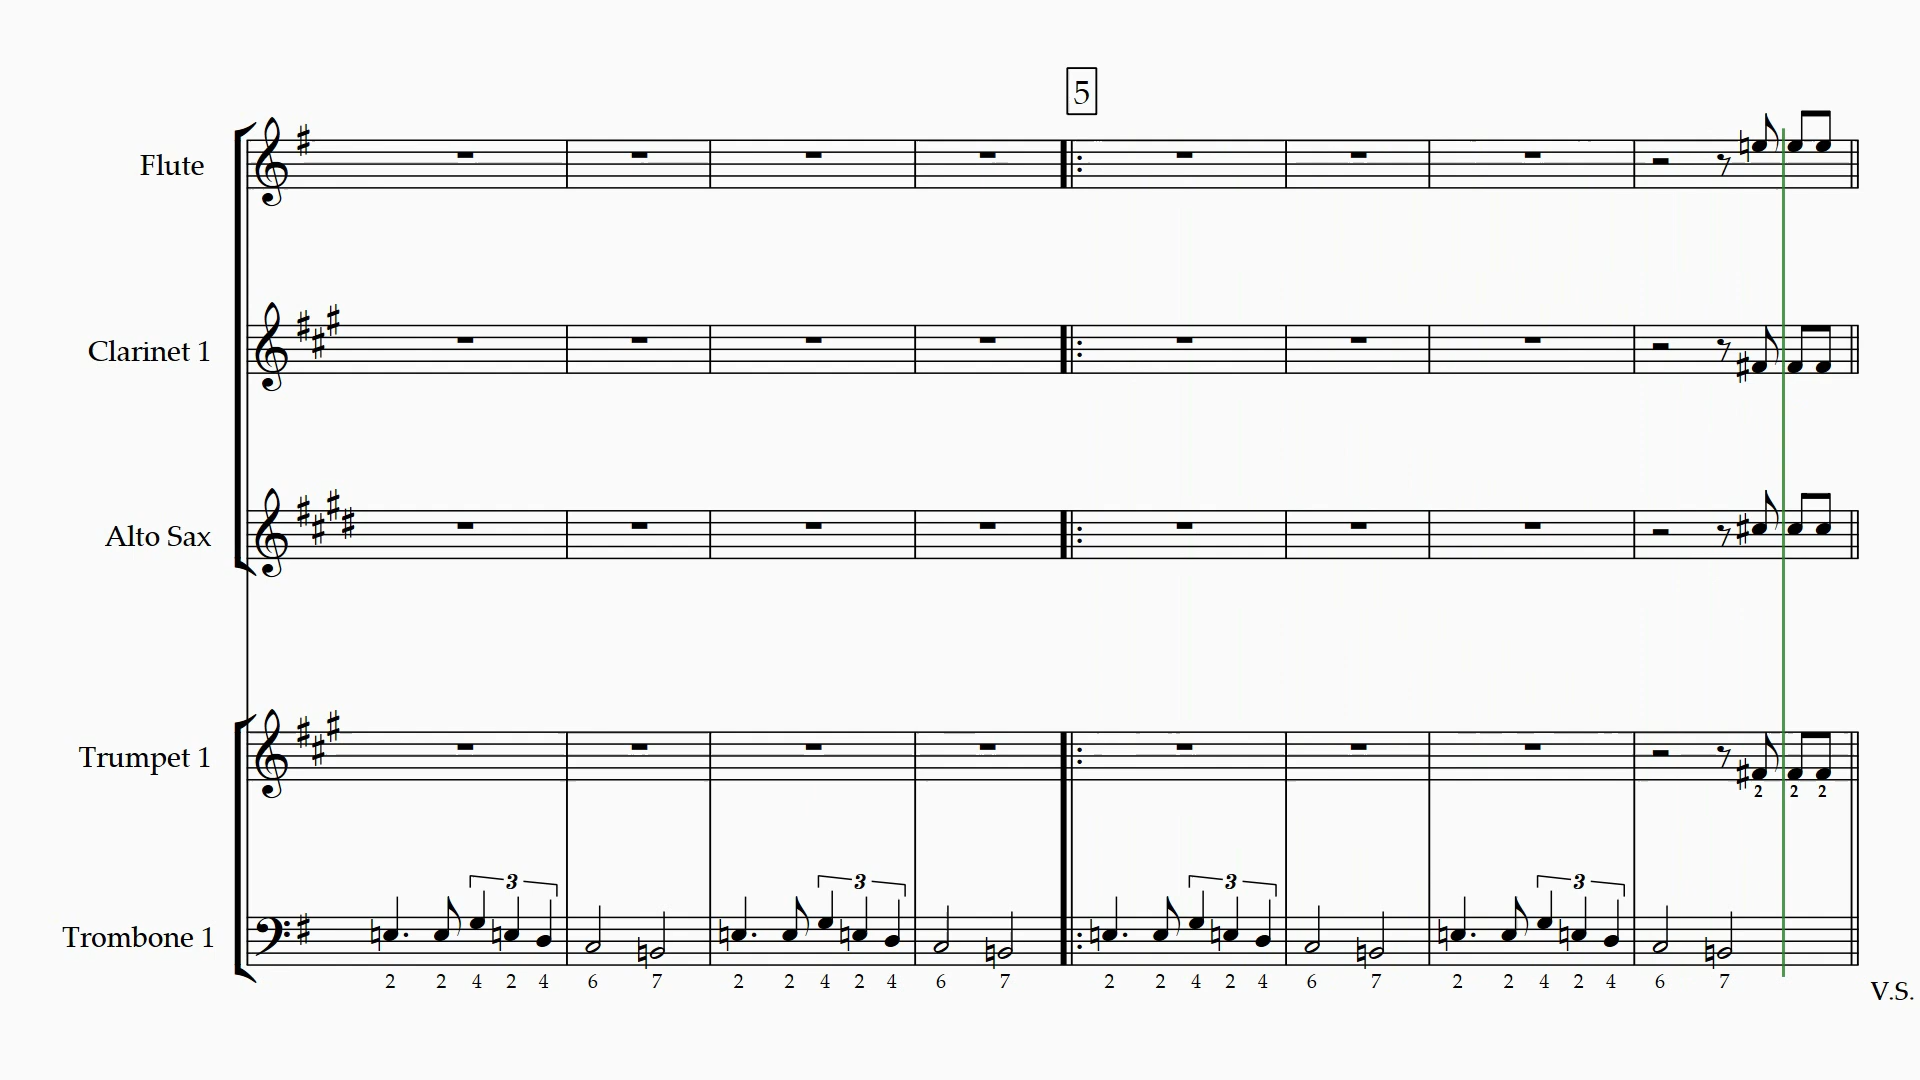 5
Flute
Clarinet 1
Alto Sax
Trumpet 1
2 2 2
3 3 3 3
Trombone 1
2 2 4 2 4 6 7 2 2 4 2 4 6 7 2 2 4 2 4 6 7 2 2 4 2 4 6 7
V.S.